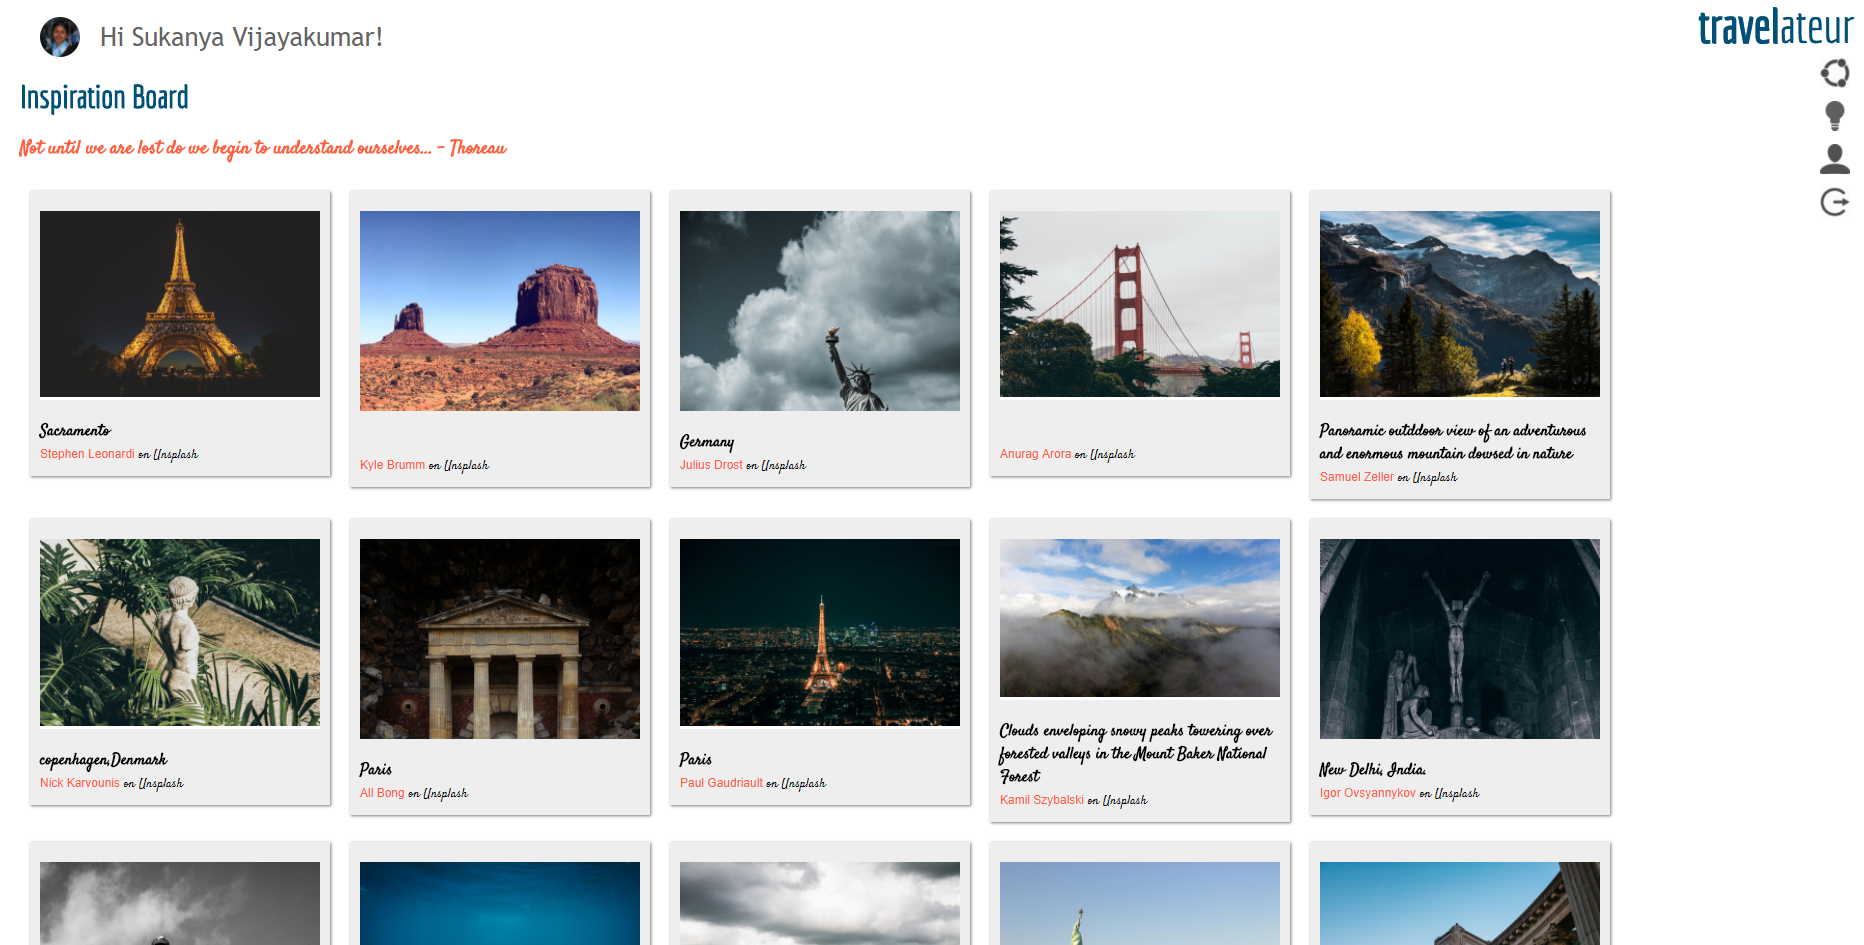 Hi Sukanya Vijayakumar!
travelateur
Inspiration Board
Not until we are lost do we begin to understand ourselves... - Thoreau
Sacramento
Stephen Leonardi on Unsplash
Kyle Brumm on Unsplash
Germany
Julius Drost on Unsplash
Anurag Arora on Unsplash
Panoramic outddoor view of an adventurous
and enormous mountain dowsed in nature
Samuel Zeller on Unsplash
copenhagen,Denmark
Nick Karvounis on Unsplash
Paris
All Bong on Unsplash
Paris
Paul Gaudriault on Unsplash
Clouds enveloping snowy peaks towering over
forested valleys in the Mount Baker National
Forest
Kamil Szybalski on Unsplash
New Delhi, India.
Igor Ovsyannykov on Unsplash